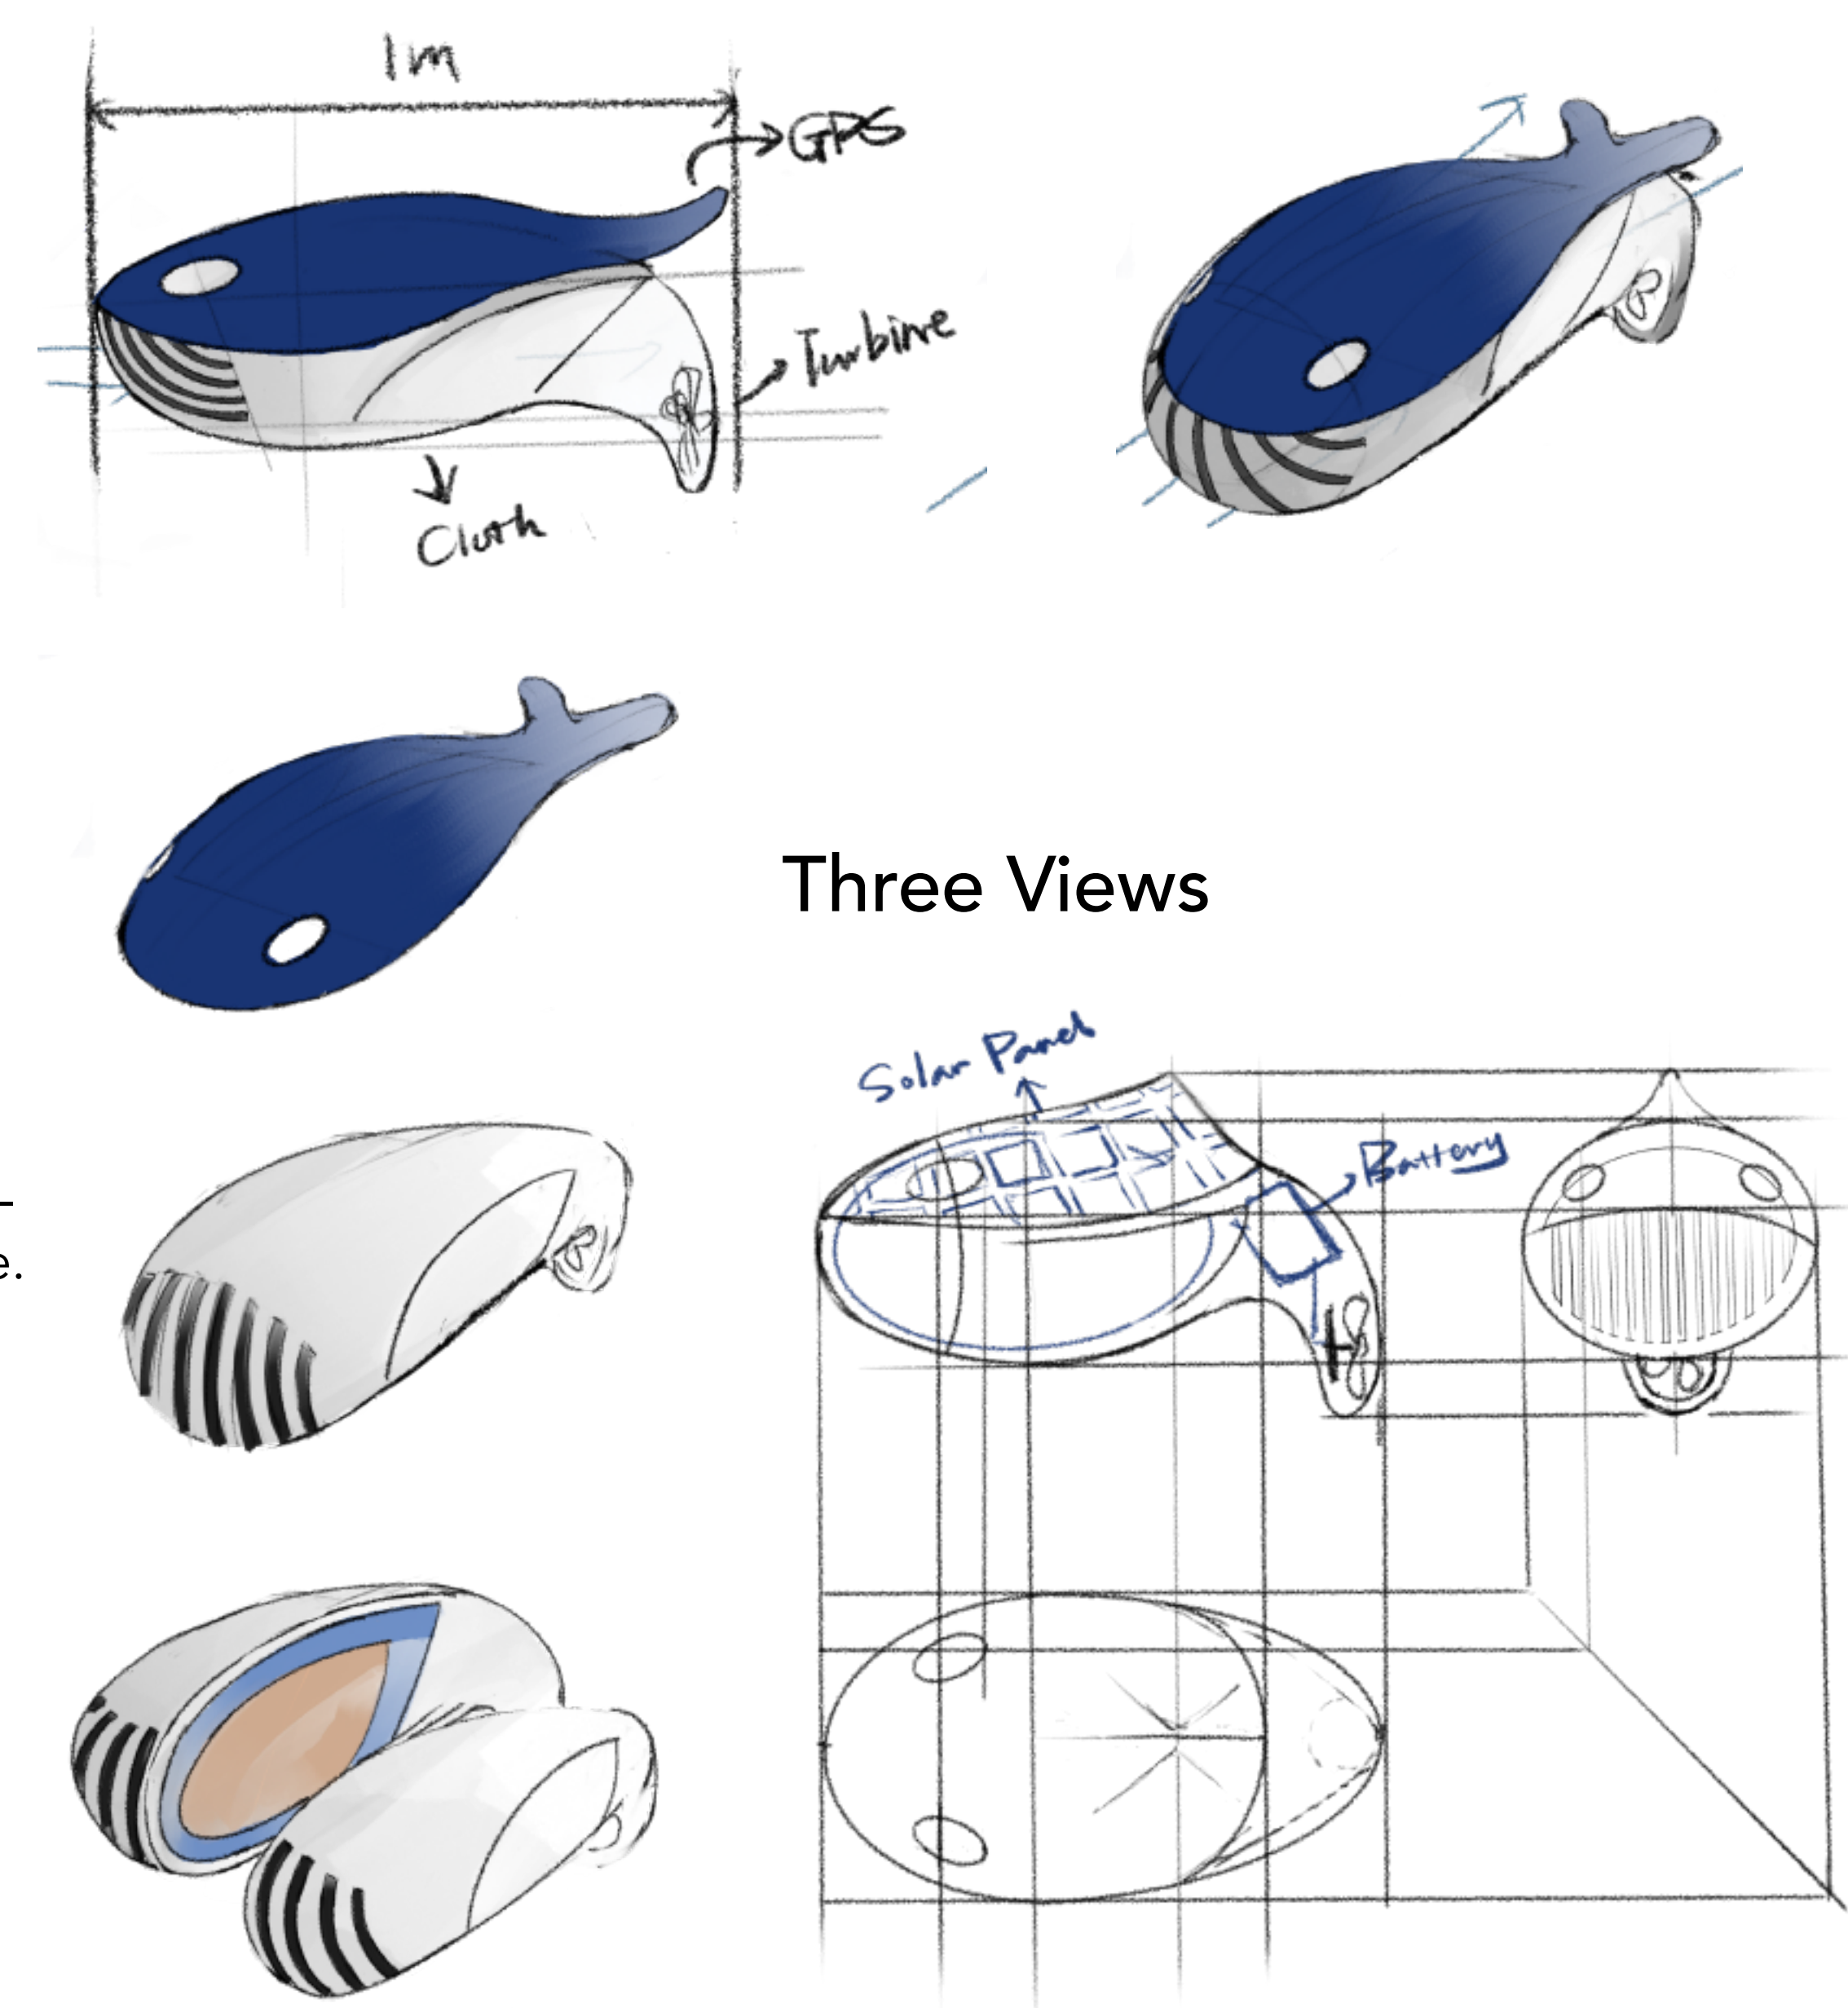 1m
GPS
Turbine
Cloth
Three Views
Solar Panel
Battery
e.